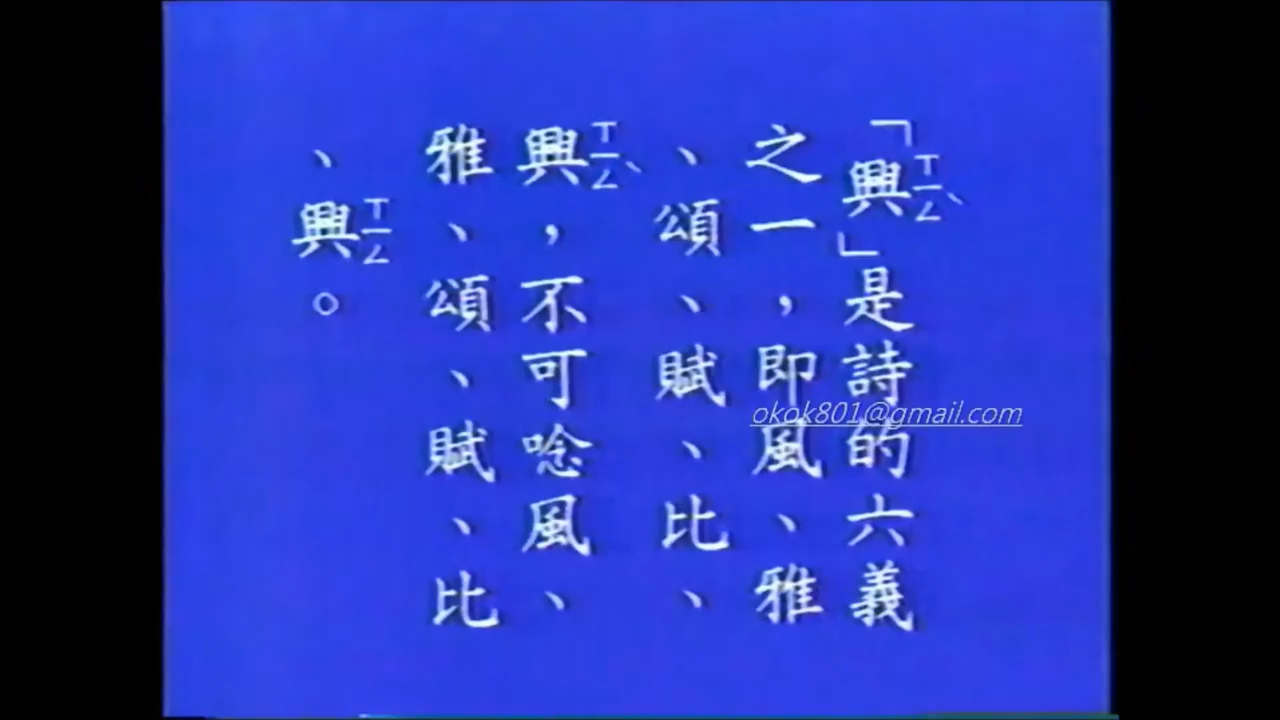 「興ㄒㄧㄥˋ」是詩的六義
之一，即風、雅
、頌、賦、比、
興ㄒㄧㄥˋ，不可唸風、
雅、頌、賦、比
、興ㄒㄧㄥ。
okok801@gmail.com